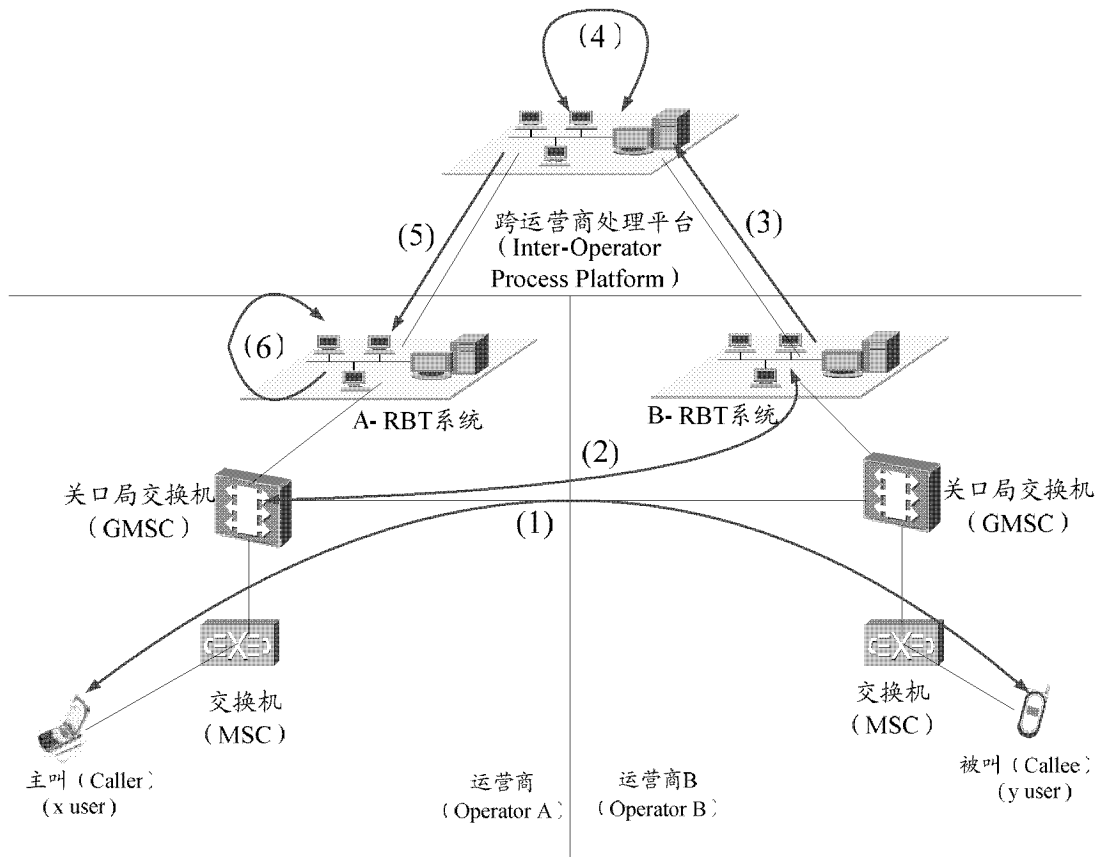 (4)
跨运营商处理平台
(Inter-Operator
Process Platform)
(5)
(3)
(6)
A- RBT系统
B- RBT系统
(2)
关口局交换机
(GMSC)
关口局交换机
(GMSC)
(1)
交换机
(MSC)
交换机
(MSC)
主叫 (Caller)
(x user)
运营商
(Operator A)
运营商B
(Operator B)
被叫 (Callee)
(y user)